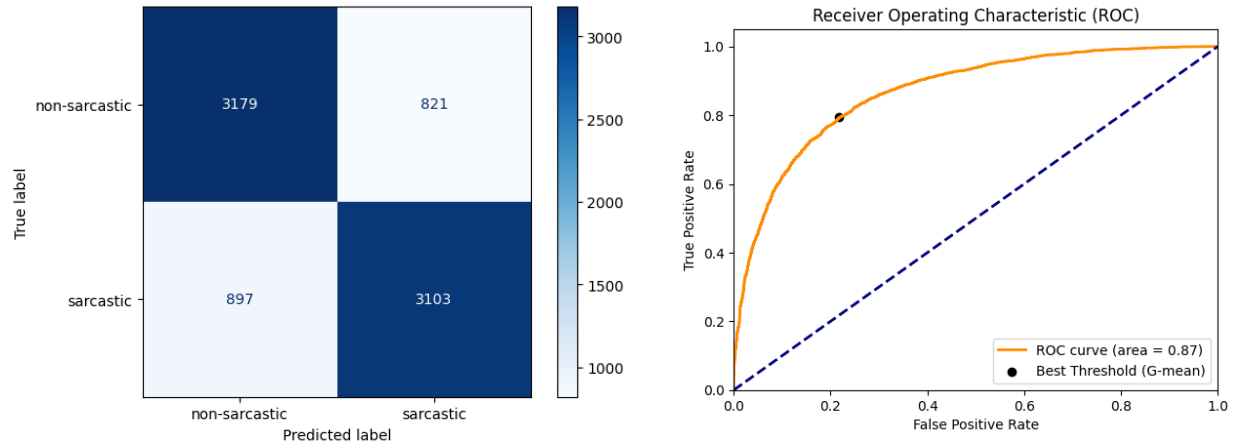 non-sarcastic
sarcastic
True label
3179
821
897
3103
non-sarcastic
sarcastic
Predicted label
3000
2500
2000
1500
1000
Receiver Operating Characteristic (ROC)
True Positive Rate
1.0
0.8
0.6
0.4
0.2
0.0
0.0
0.2
0.4
0.6
0.8
1.0
False Positive Rate
ROC curve (area = 0.87)
Best Threshold (G-mean)